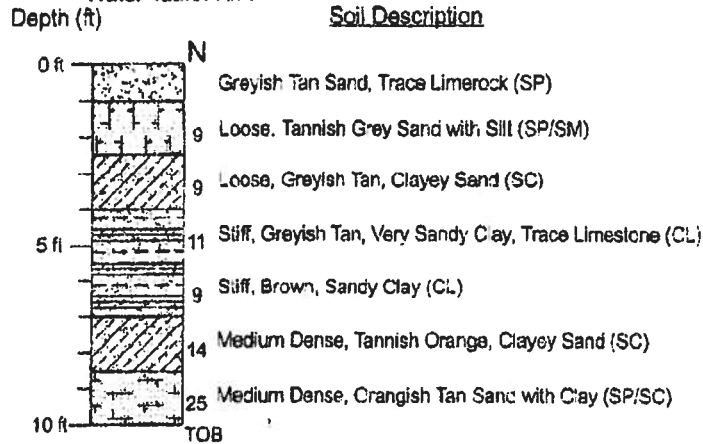 Depth (ft) Soil Description
N
0 ft
Greyish Tan Sand, Trace Limerock (SP)
9 Loose, Tannish Grey Sand with Silt (SP/SM)
9 Loose, Greyish Tan, Clayey Sand (SC)
5 ft 11 Stiff, Greyish Tan, Very Sandy Clay, Trace Limestone (CL)
9 Stiff, Brown, Sandy Clay (CL)
14 Medium Dense, Tannish Orange, Clayey Sand (SC)
25 Medium Dense, Orangish Tan Sand with Clay (SP/SC)
10 ft TOB